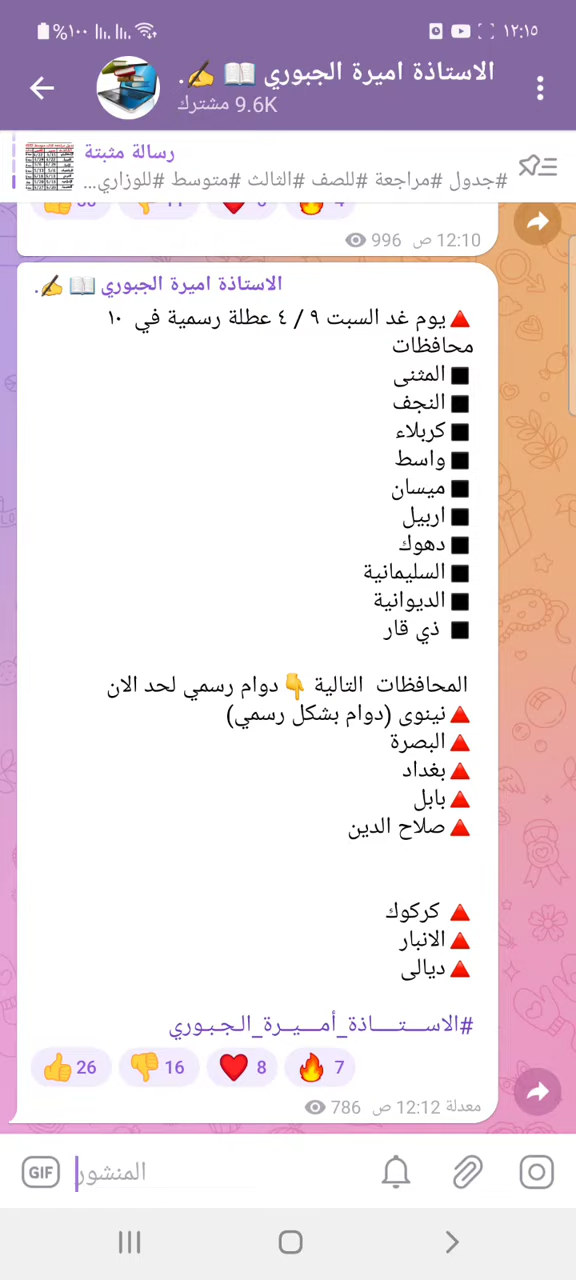 ١٢:١٥
%١٠٠
الاستاذة اميرة الجبوري 📖 ✍️.
9.6K مشترك
رسالة مثبتة
#جدول #مراجعة #للصف #الثالث #متوسط #للوزاري...
996 12:10 ص
الاستاذة اميرة الجبوري 📖 ✍️.
🔺يوم غد السبت ٩ / ٤ عطلة رسمية في ١٠
محافظات
◼️المثنى
◼️النجف
◼️كربلاء
◼️واسط
◼️ميسان
◼️اربيل
◼️دهوك
◼️السليمانية
◼️الديوانية
◼️ ذي قار
المحافظات التالية 👇 دوام رسمي لحد الان
🔺نينوى (دوام بشكل رسمي)
🔺البصرة
🔺بغداد
🔺بابل
🔺صلاح الدين
🔺 كركوك
🔺الانبار
🔺ديالى
#الاســـتـــــاذة_أمـــيــرة_الـجـبـوري
👍 26 👎 16 ❤️ 8 🔥 7
786 معدلة 12:12 ص
GIF المنشور